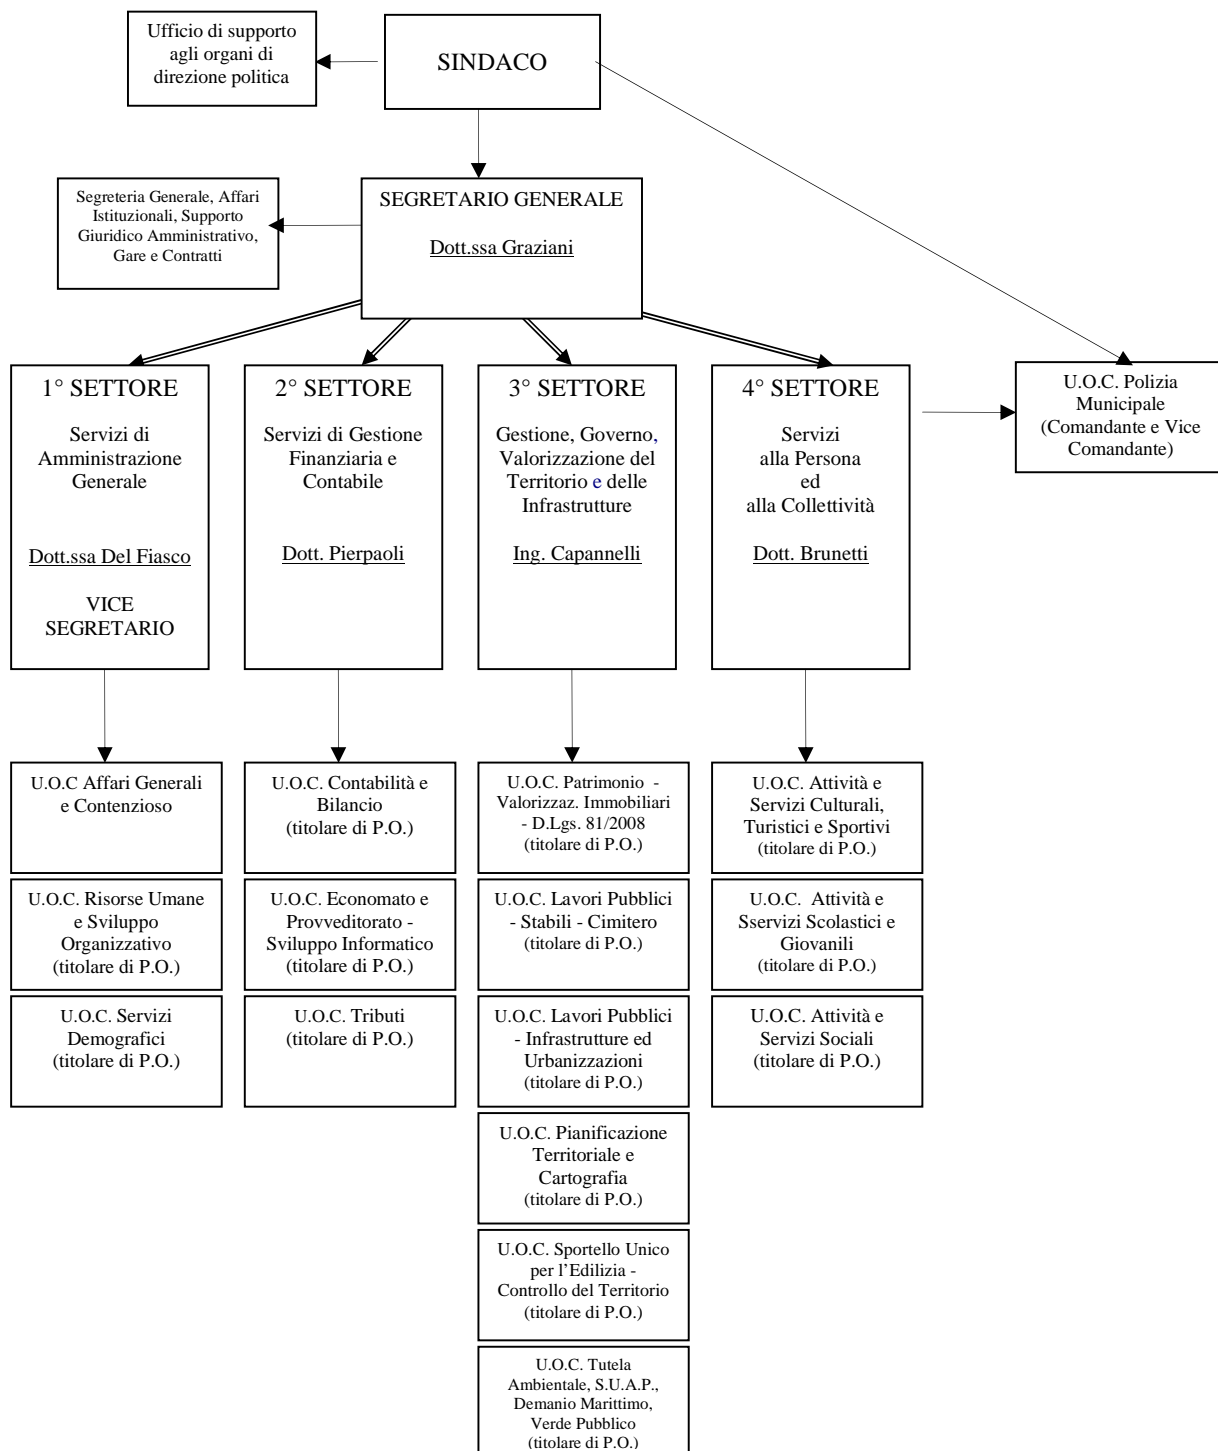 Ufficio di supporto
agli organi di
direzione politica
SINDACO
Segreteria Generale, Affari
Istituzionali, Supporto
Giuridico Amministrativo,
Gare e Contratti
SEGRETARIO GENERALE
Dott.ssa Graziani
1° SETTORE
Servizi di
Amministrazione
Generale
Dott.ssa Del Fiasco
VICE
SEGRETARIO
2° SETTORE
Servizi di Gestione
Finanziaria e
Contabile
Dott. Pierpaoli
3° SETTORE
Gestione, Governo,
Valorizzazione del
Territorio e delle
Infrastrutture
Ing. Capannelli
4° SETTORE
Servizi
alla Persona
ed
alla Collettività
Dott. Brunetti
U.O.C. Polizia
Municipale
(Comandante e Vice
Comandante)
U.O.C Affari Generali
e Contenzioso
U.O.C. Risorse Umane
e Sviluppo
Organizzativo
(titolare di P.O.)
U.O.C. Servizi
Demografici
(titolare di P.O.)
U.O.C. Contabilità e
Bilancio
(titolare di P.O.)
U.O.C. Economato e
Provveditorato -
Sviluppo Informatico
(titolare di P.O.)
U.O.C. Tributi
(titolare di P.O.)
U.O.C. Patrimonio -
Valorizzaz. Immobiliari
- D.Lgs. 81/2008
(titolare di P.O.)
U.O.C. Lavori Pubblici
- Stabili - Cimitero
(titolare di P.O.)
U.O.C. Lavori Pubblici
- Infrastrutture ed
Urbanizzazioni
(titolare di P.O.)
U.O.C. Pianificazione
Territoriale e
Cartografia
(titolare di P.O.)
U.O.C. Sportello Unico
per l'Edilizia -
Controllo del Territorio
(titolare di P.O.)
U.O.C. Tutela
Ambientale, S.U.A.P.,
Demanio Marittimo,
Verde Pubblico
(titolare di P.O.)
U.O.C. Attività e
Servizi Culturali,
Turistici e Sportivi
(titolare di P.O.)
U.O.C. Attività e
Sservizi Scolastici e
Giovanili
(titolare di P.O.)
U.O.C. Attività e
Servizi Sociali
(titolare di P.O.)